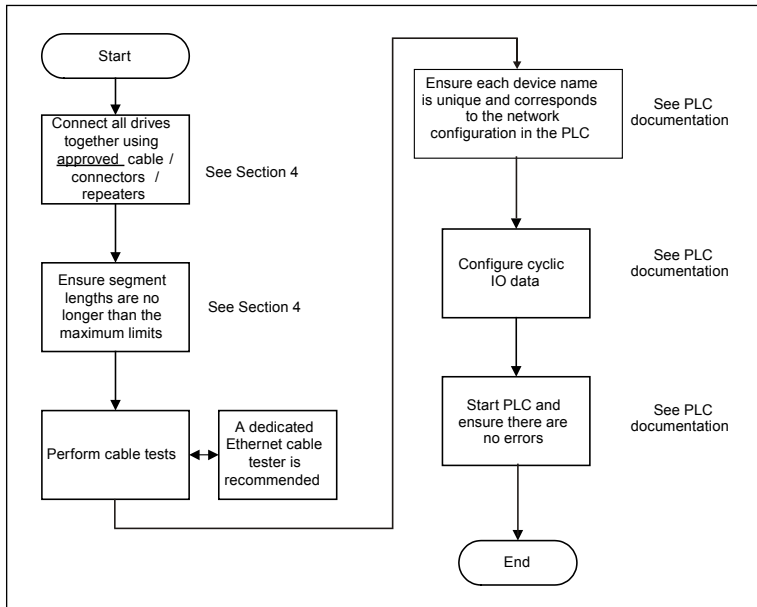 Start
Connect all drives
together using
approved cable /
connectors /
repeaters
See Section 4
Ensure segment
lengths are no
longer than the
maximum limits
See Section 4
Perform cable tests
A dedicated
Ethernet cable
tester is
recommended
Ensure each device name
is unique and corresponds
to the network
configuration in the PLC
See PLC
documentation
Configure cyclic
IO data
See PLC
documentation
Start PLC and
ensure there are
no errors
See PLC
documentation
End